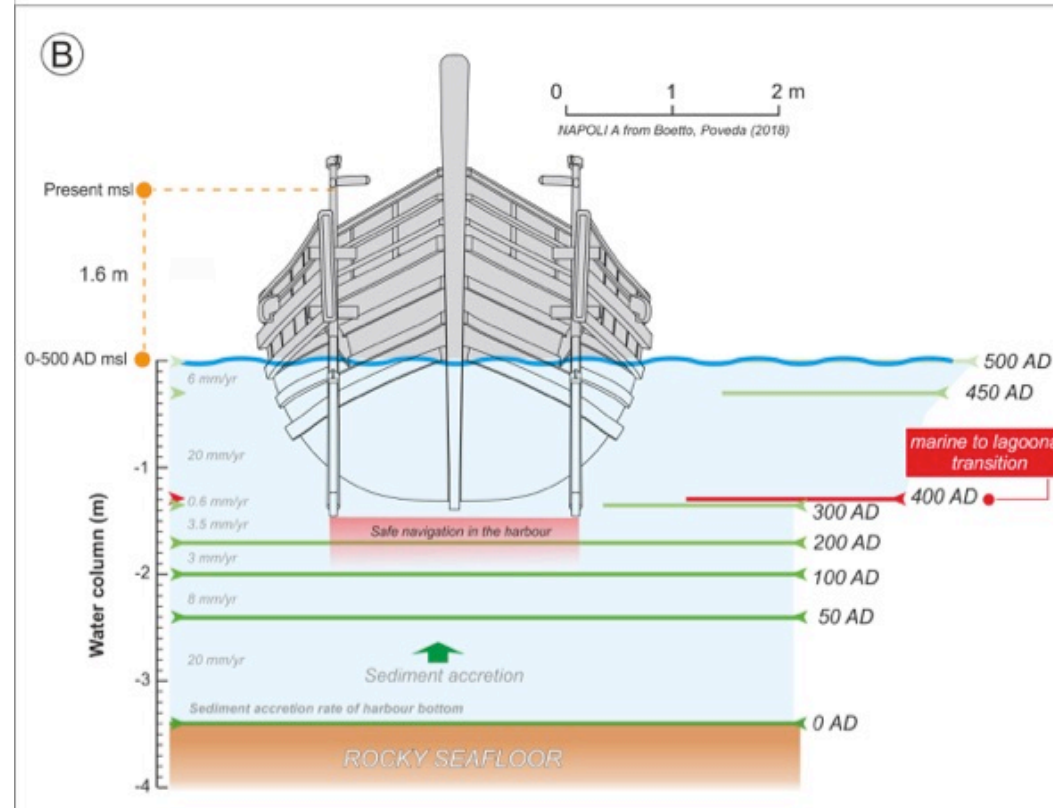 B
0 1 2 m
NAPOLI A from Boetto, Poveda (2018)
Present msl
1.6 m
0-500 AD msl
500 AD
6 mm/yr
450 AD
20 mm/yr
-1
marine to lagoona
transition
400 AD
0.6 mm/yr
300 AD
3.5 mm/yr
Safe navigation in the harbour
200 AD
3 mm/yr
-2
100 AD
8 mm/yr
50 AD
Water column (m)
20 mm/yr
Sediment accretion
-3
Sediment accretion rate of harbour bottom
0 AD
ROCKY SEAFLOOR
-4